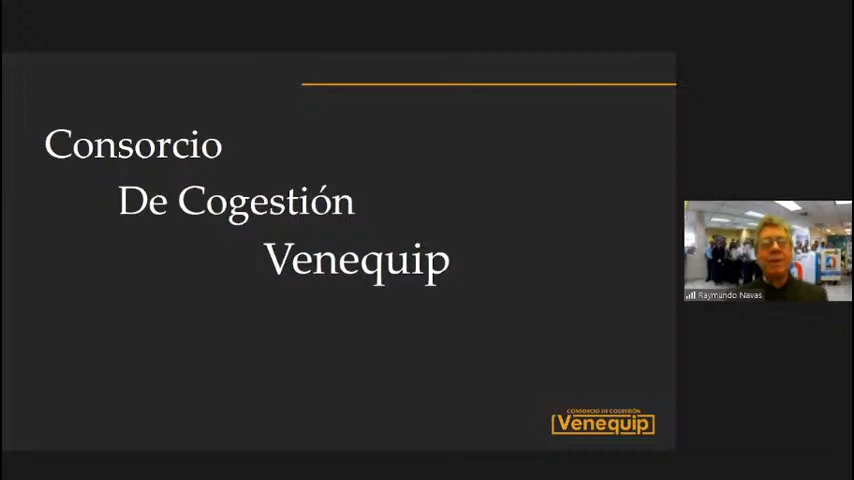 Consorcio
De Cogestión
Venequip
Raymundo Navas
CONSORCIO DE COGESTIÓN
Venequip